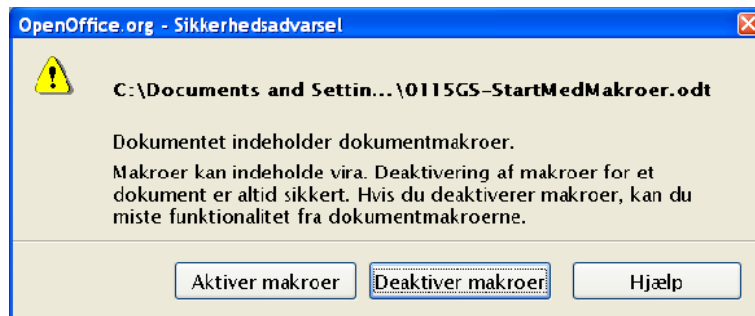 OpenOffice.org - Sikkerhedsadvarsel
C:\Documents and Settin...\0115GS-StartMedMakroer.odt
Dokumentet indeholder dokumentmakroer.
Makroer kan indeholde vira. Deaktivering af makroer for et
dokument er altid sikkert. Hvis du deaktiverer makroer, kan du
miste funktionalitet fra dokumentmakroerne.
Aktiver makroer Deaktiver makroer Hjælp